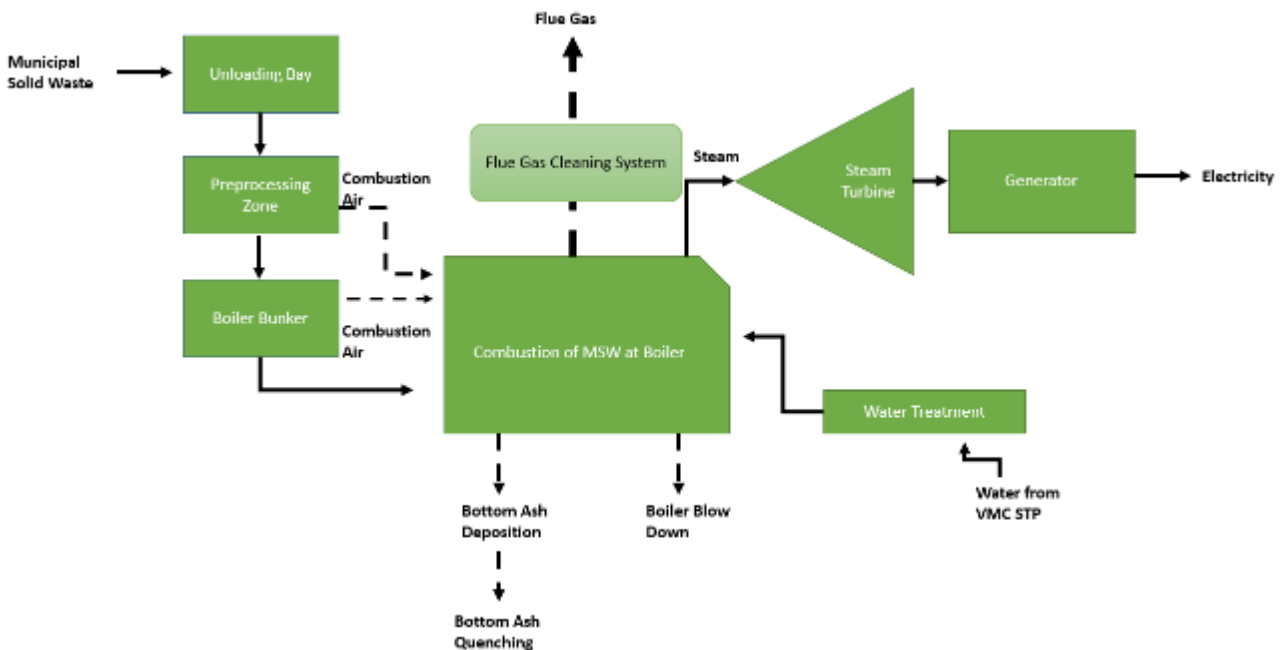 Flue Gas
Municipal
Solid Waste
Unloading Bay
Preprocessing
Zone
Combustion
Air
Flue Gas Cleaning System
Steam
Steam
Turbine
Generator
Electricity
Boiler Bunker
Combustion
Air
Combustion of MSW at Boiler
Water Treatment
Water from
VMC STP
Bottom Ash
Deposition
Boiler Blow
Down
Bottom Ash
Quenching